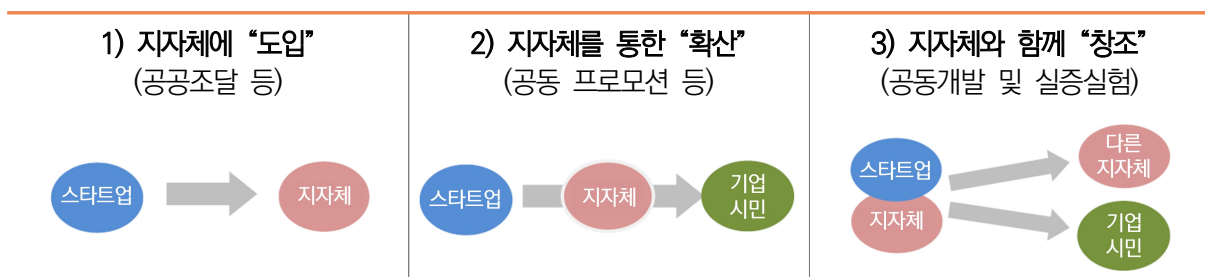 1) 지자체에 “도입”
(공공조달 등)
스타트업
지자체
2) 지자체를 통한 “확산”
(공동 프로모션 등)
스타트업
지자체
기업
시민
3) 지자체와 함께 “창조”
(공동개발 및 실증실험)
스타트업
지자체
다른
지자체
기업
시민